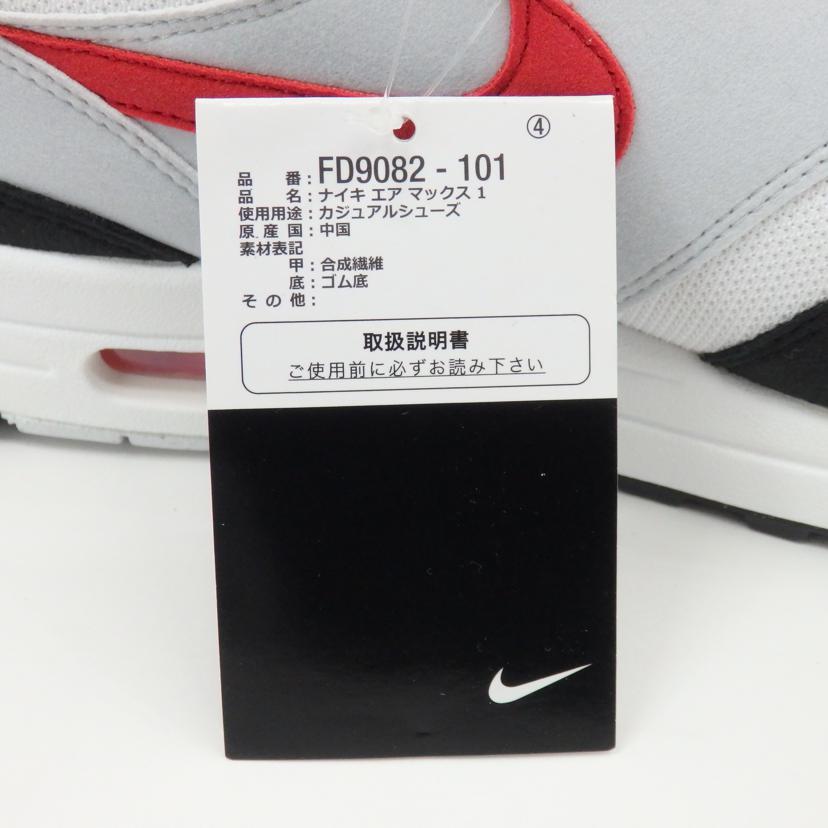 ④
品番：FD9082 - 101
品名：ナイキ エア マックス 1
使用用途：カジュアルシューズ
原産国：中国
素材表記
甲：合成繊維
底：ゴム底
その他：
取扱説明書
ご使用前に必ずお読み下さい